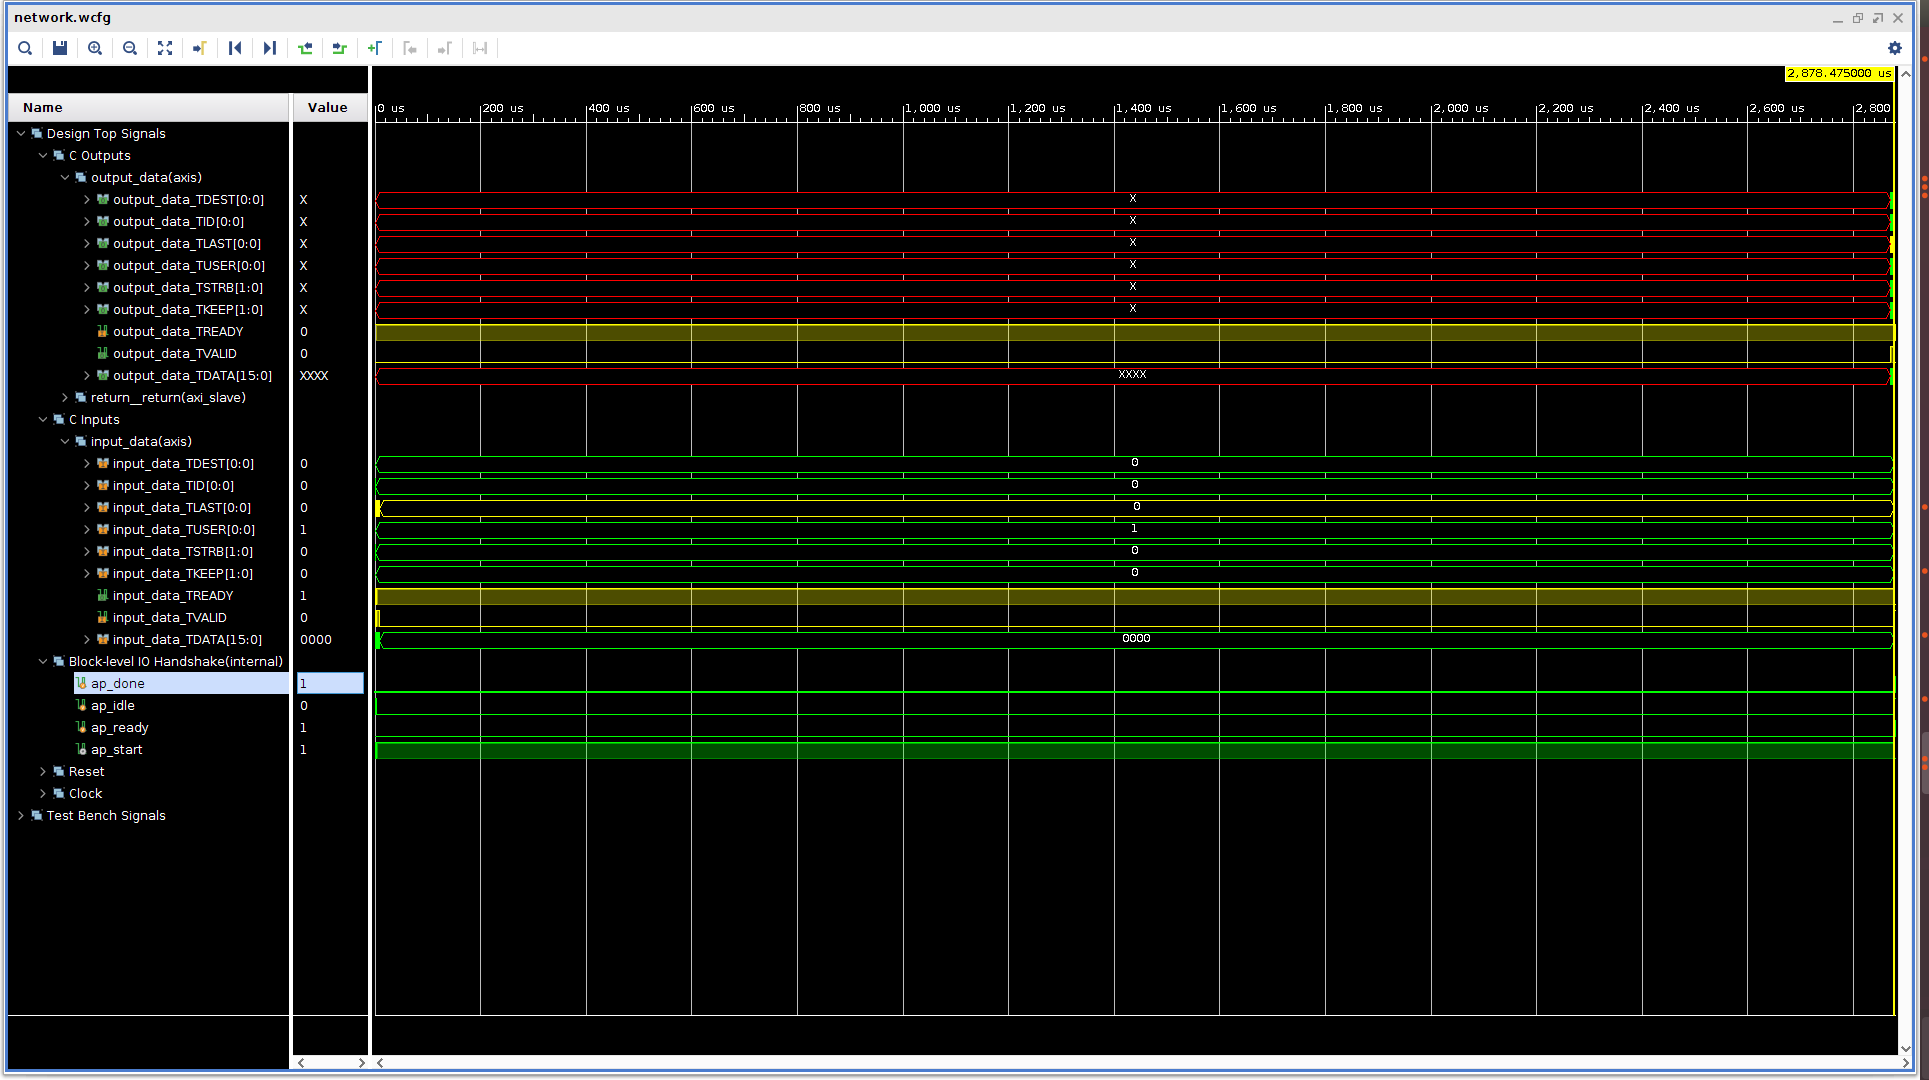 network.wcfg
2,878.475000 us
Name Value
0 us 200 us 400 us 600 us 800 us 1,000 us 1,200 us 1,400 us 1,600 us 1,800 us 2,000 us 2,200 us 2,400 us 2,600 us 2,800
Design Top Signals
C Outputs
output_data(axis)
output_data_TDEST[0:0] X X
output_data_TID[0:0] X X
output_data_TLAST[0:0] X X
output_data_TUSER[0:0] X X
output_data_TSTRB[1:0] X X
output_data_TKEEP[1:0] X X
output_data_TREADY 0
output_data_TVALID 0
output_data_TDATA[15:0] XXXX XXXX
return__return(axi_slave)
C Inputs
input_data(axis)
input_data_TDEST[0:0] 0 0
input_data_TID[0:0] 0 0
input_data_TLAST[0:0] 0 0
input_data_TUSER[0:0] 1 1
input_data_TSTRB[1:0] 0 0
input_data_TKEEP[1:0] 0 0
input_data_TREADY 1
input_data_TVALID 0
input_data_TDATA[15:0] 0000 0000
Block-level IO Handshake(internal)
ap_done 1
ap_idle 0
ap_ready 1
ap_start 1
Reset
Clock
Test Bench Signals